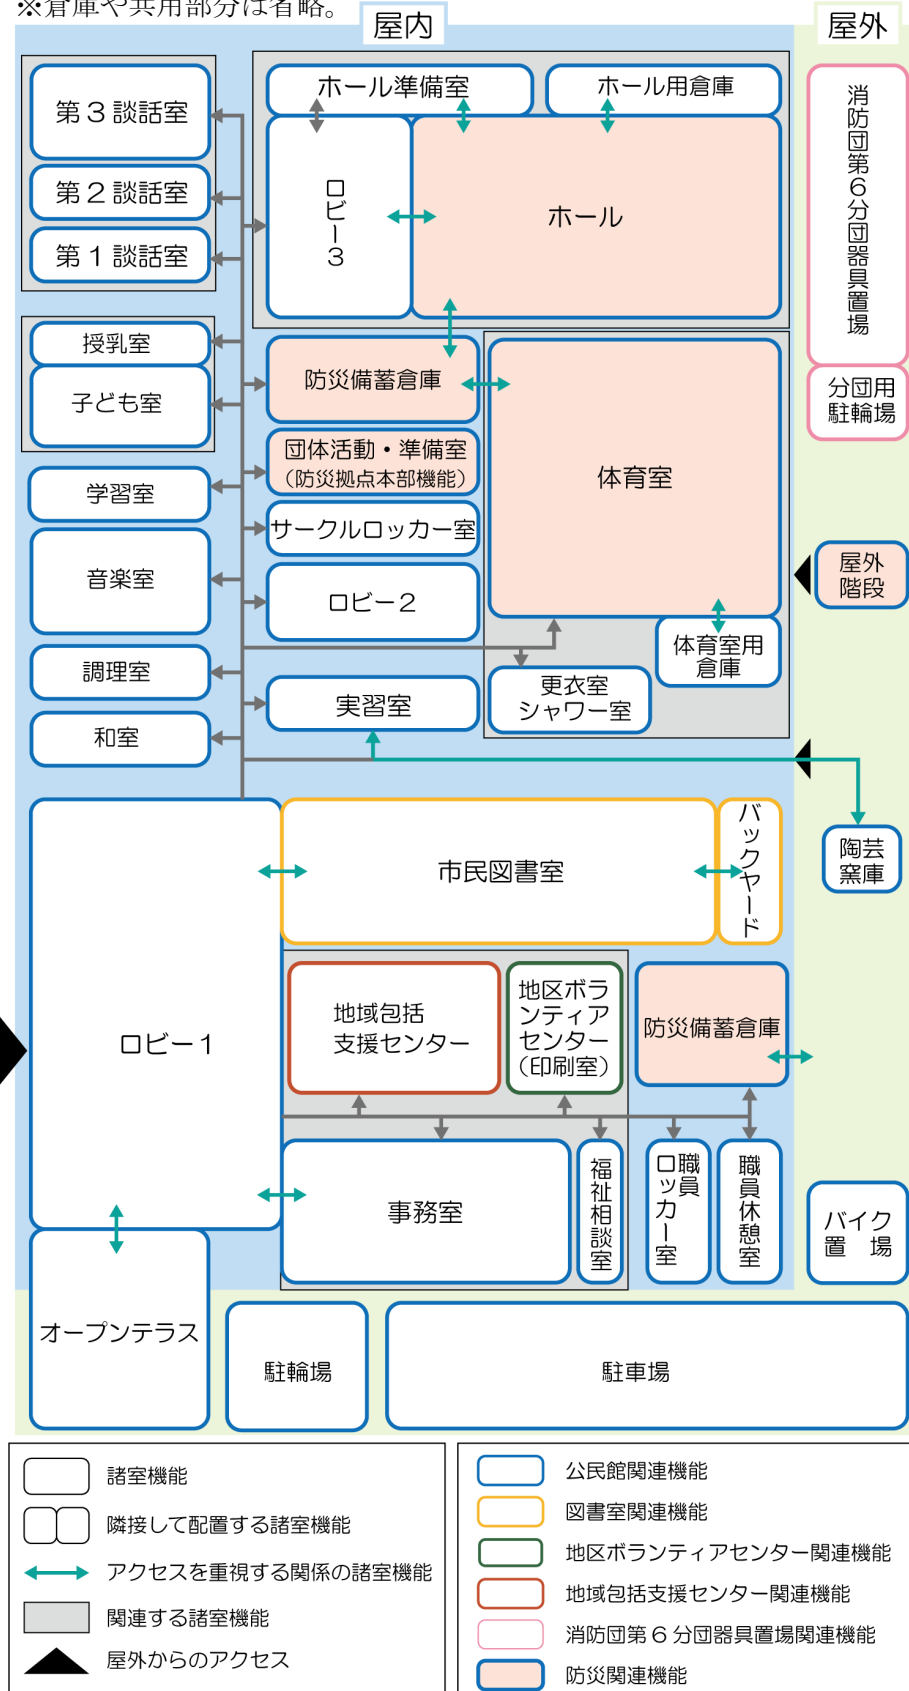 ※倉庫や共用部分は省略。
屋内
屋外
第３談話室
第２談話室
第１談話室
授乳室
子ども室
学習室
音楽室
調理室
和室
ホール準備室
ホール用倉庫
ロビー３
ホール
防災備蓄倉庫
団体活動・準備室
（防災拠点本部機能）
サークルロッカー室
ロビー２
実習室
体育室
体育室用
倉庫
更衣室
シャワー室
消防団第６分団器具置場
分団用
駐輪場
屋外
階段
陶芸
窯庫
ロビー１
市民図書室
バックヤード
地域包括
支援センター
地区ボラ
ンティア
センター
（印刷室）
防災備蓄倉庫
事務室
福祉相談室
職員
ロッカー室
職員休憩室
バイク
置　場
オープンテラス
駐輪場
駐車場
諸室機能
隣接して配置する諸室機能
アクセスを重視する関係の諸室機能
関連する諸室機能
屋外からのアクセス
公民館関連機能
図書室関連機能
地区ボランティアセンター関連機能
地域包括支援センター関連機能
消防団第６分団器具置場関連機能
防災関連機能